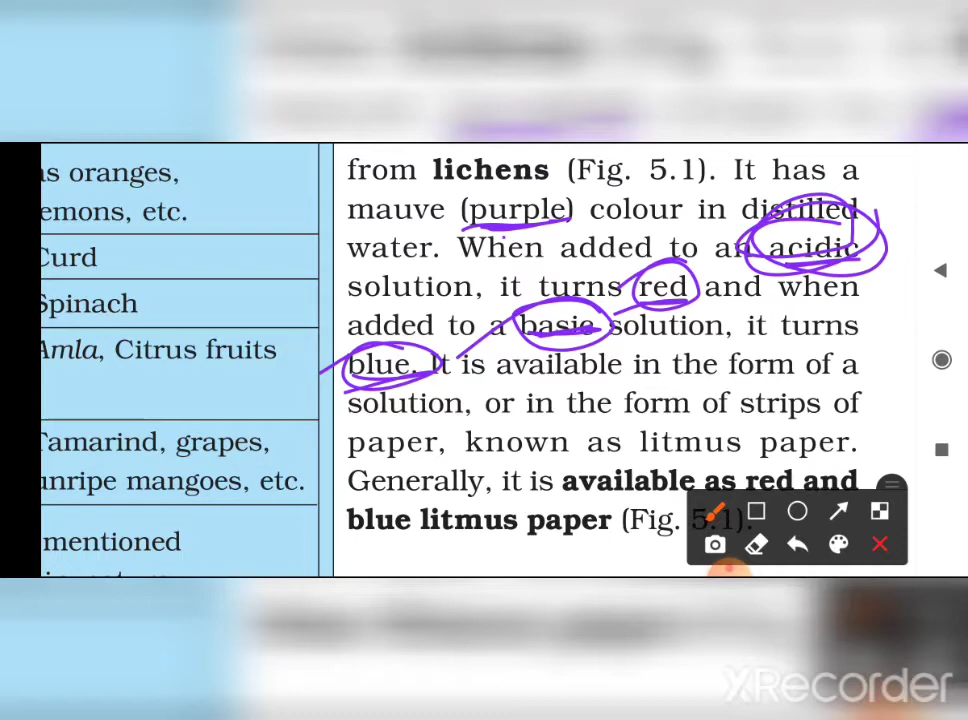 as oranges,
emons, etc.
Curd
Spinach
Amla, Citrus fruits
Tamarind, grapes,
unripe mangoes, etc.
mentioned
from lichens (Fig. 5.1). It has a
mauve (purple) colour in distilled
water. When added to an acidic
solution, it turns red and when
added to a basic solution, it turns
blue. It is available in the form of a
solution, or in the form of strips of
paper, known as litmus paper.
Generally, it is available as red and
blue litmus paper (Fig. 5.1).
XRecorder